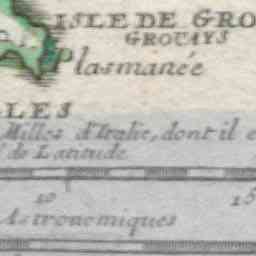 ISLE DE GRO
GROUAYS
Plasmanée
LES
Milles d'Italie, dont il e
de Latitude
10 15
Astronomiques